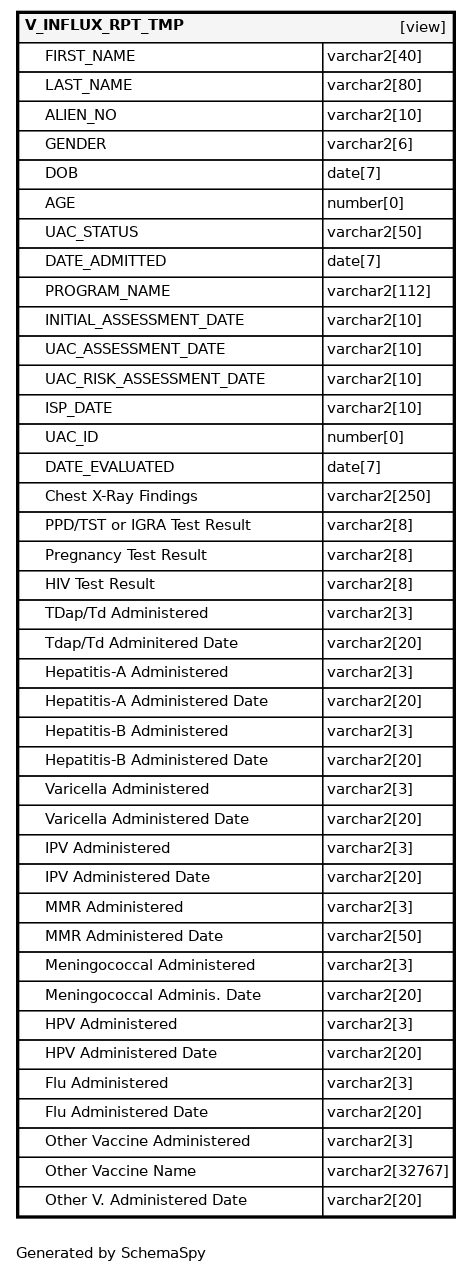 V_INFLUX_RPT_TMP [view]
FIRST_NAME varchar2[40]
LAST_NAME varchar2[80]
ALIEN_NO varchar2[10]
GENDER varchar2[6]
DOB date[7]
AGE number[0]
UAC_STATUS varchar2[50]
DATE_ADMITTED date[7]
PROGRAM_NAME varchar2[112]
INITIAL_ASSESSMENT_DATE varchar2[10]
UAC_ASSESSMENT_DATE varchar2[10]
UAC_RISK_ASSESSMENT_DATE varchar2[10]
ISP_DATE varchar2[10]
UAC_ID number[0]
DATE_EVALUATED date[7]
Chest X-Ray Findings varchar2[250]
PPD/TST or IGRA Test Result varchar2[8]
Pregnancy Test Result varchar2[8]
HIV Test Result varchar2[8]
TDap/Td Administered varchar2[3]
Tdap/Td Adminitered Date varchar2[20]
Hepatitis-A Administered varchar2[3]
Hepatitis-A Administered Date varchar2[20]
Hepatitis-B Administered varchar2[3]
Hepatitis-B Administered Date varchar2[20]
Varicella Administered varchar2[3]
Varicella Administered Date varchar2[20]
IPV Administered varchar2[3]
IPV Administered Date varchar2[20]
MMR Administered varchar2[3]
MMR Administered Date varchar2[50]
Meningococcal Administered varchar2[3]
Meningococcal Adminis. Date varchar2[20]
HPV Administered varchar2[3]
HPV Administered Date varchar2[20]
Flu Administered varchar2[3]
Flu Administered Date varchar2[20]
Other Vaccine Administered varchar2[3]
Other Vaccine Name varchar2[32767]
Other V. Administered Date varchar2[20]
Generated by SchemaSpy